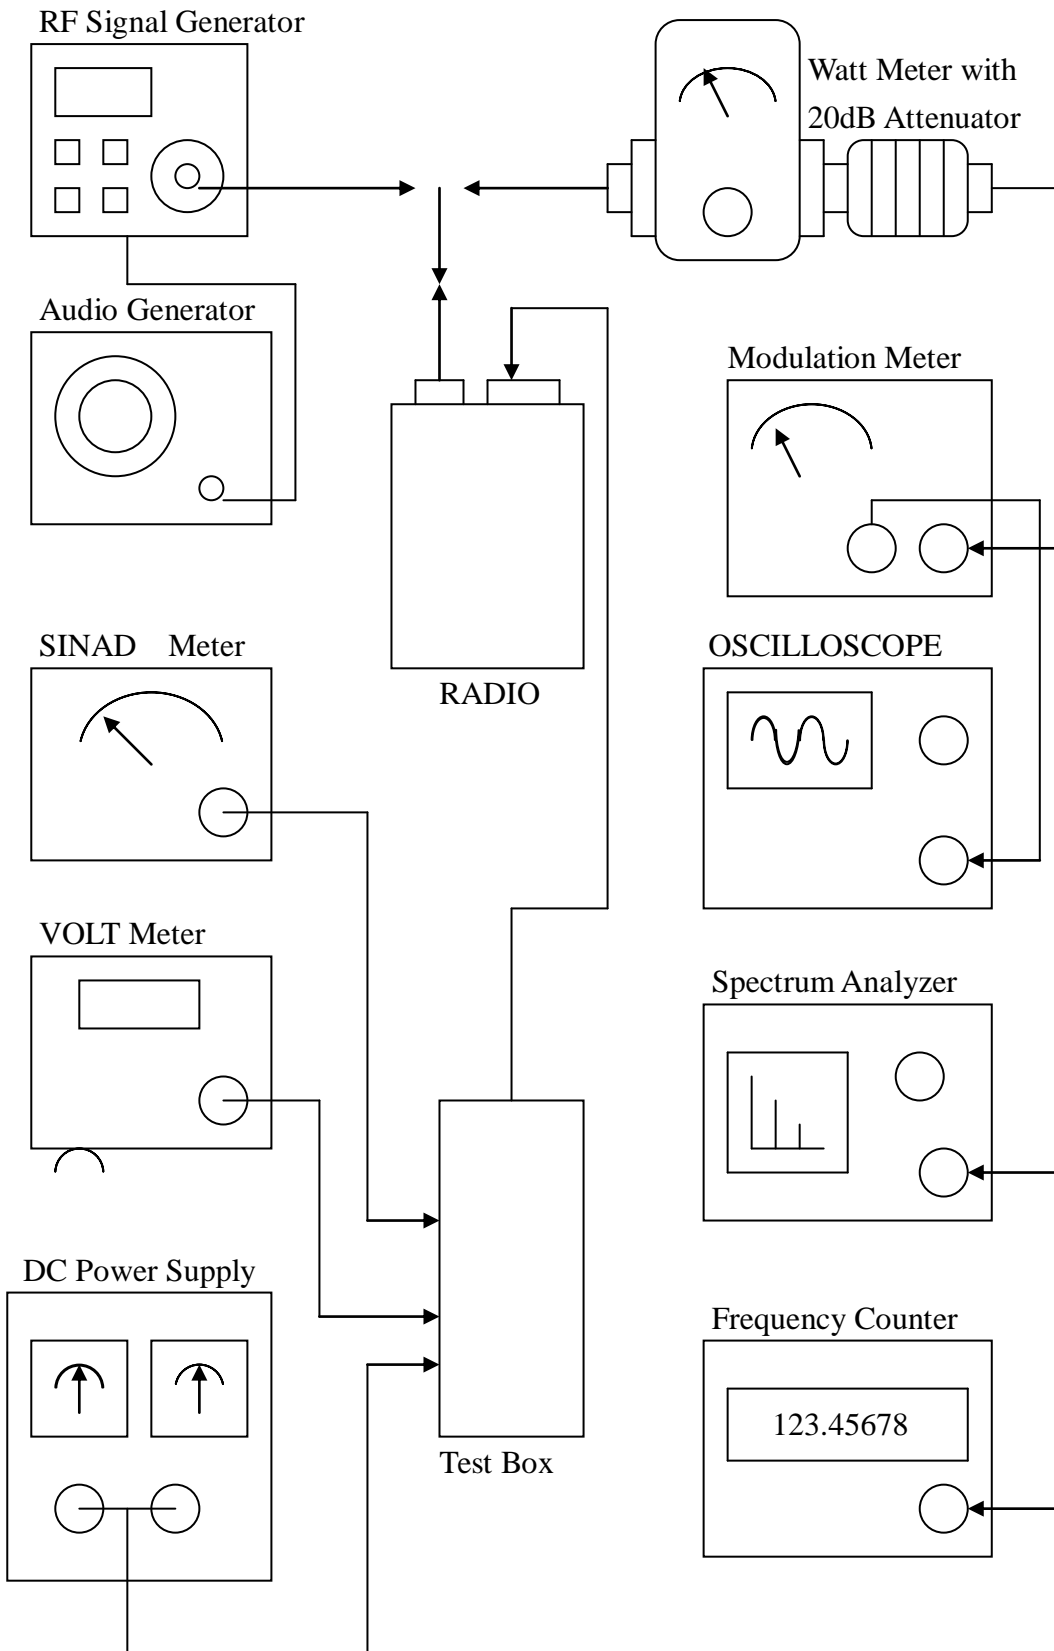 RF Signal Generator
Watt Meter with
20dB Attenuator
Audio Generator
Modulation Meter
SINAD Meter
RADIO
OSCILLOSCOPE
VOLT Meter
Spectrum Analyzer
DC Power Supply
Frequency Counter
123.45678
Test Box